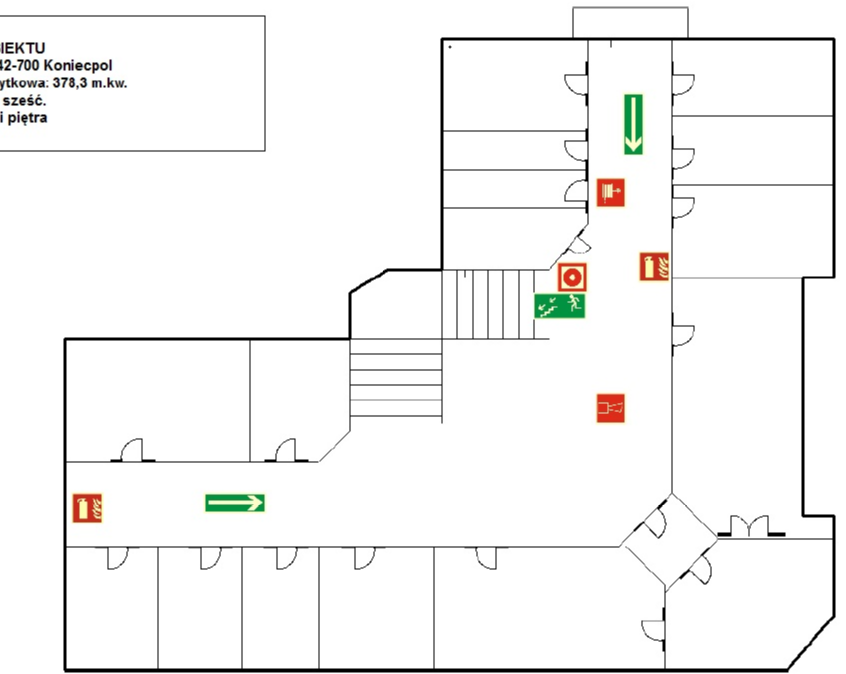 IEKTU
42-700 Koniecpol
ytkowa: 378,3 m.kw.
sześć.
i piętra